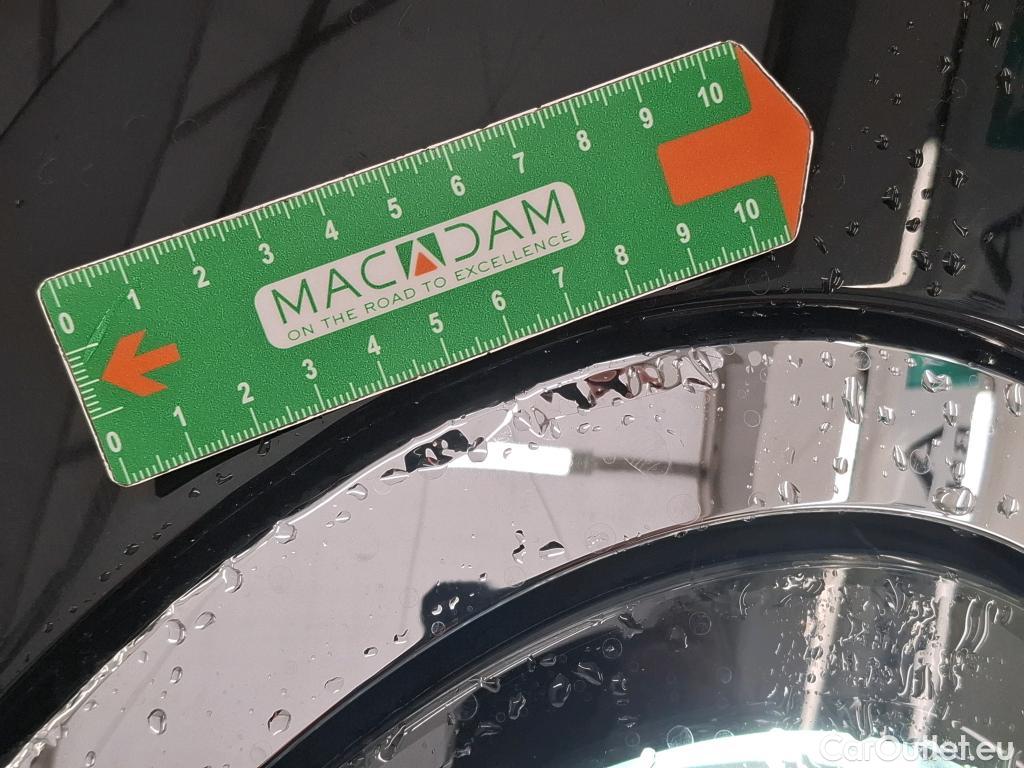 0 1 2 3 4 5 6 7 8 9 10
MACADAM
ON THE ROAD TO EXCELLENCE
0 1 2 3 4 5 6 7 8 9 10
CarOutlet.eu